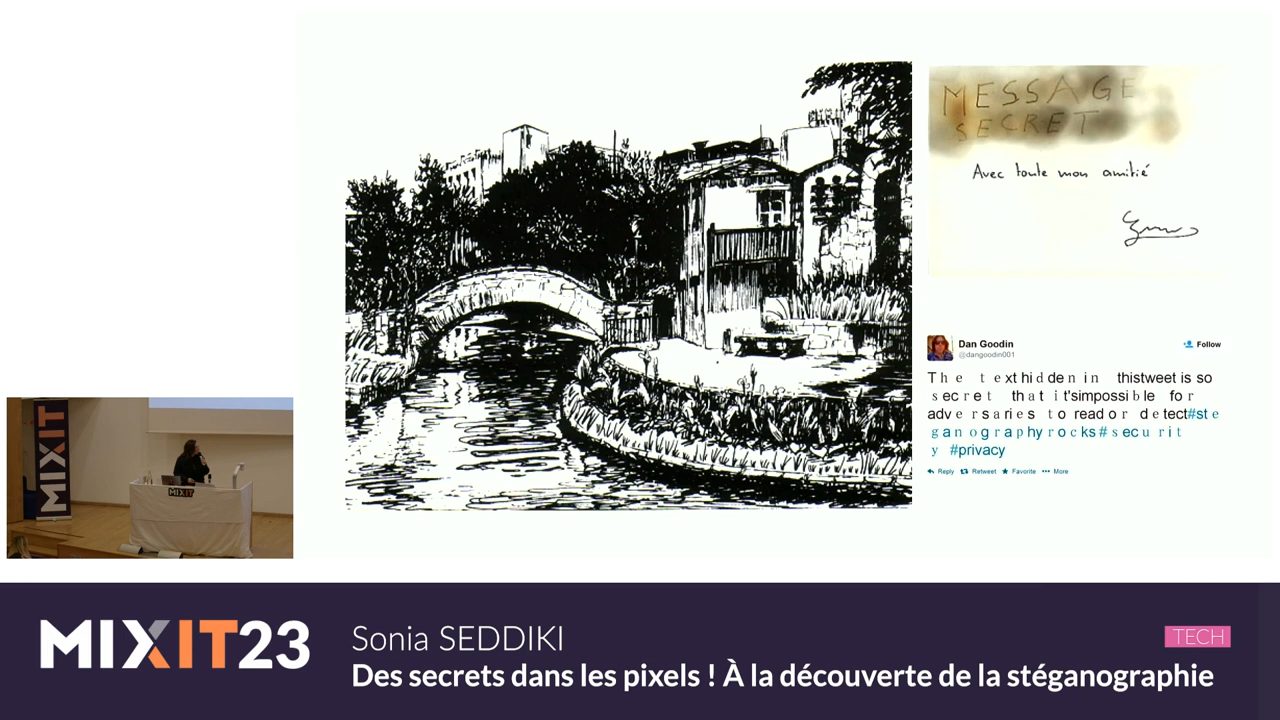 MESSAGE
SECRET
Avec toute mon amitié
Dan Goodin
@dangoodin001
Follow
The text hidden in thistweet is so
secret that it'simpossible for
adversaries to read or detect#ste
ganographyrocks#securit
y #privacy
Reply Retweet Favorite More
MIXIT
MIXIT
MIXIT23
Sonia SEDDIKI
TECH
Des secrets dans les pixels ! À la découverte de la stéganographie